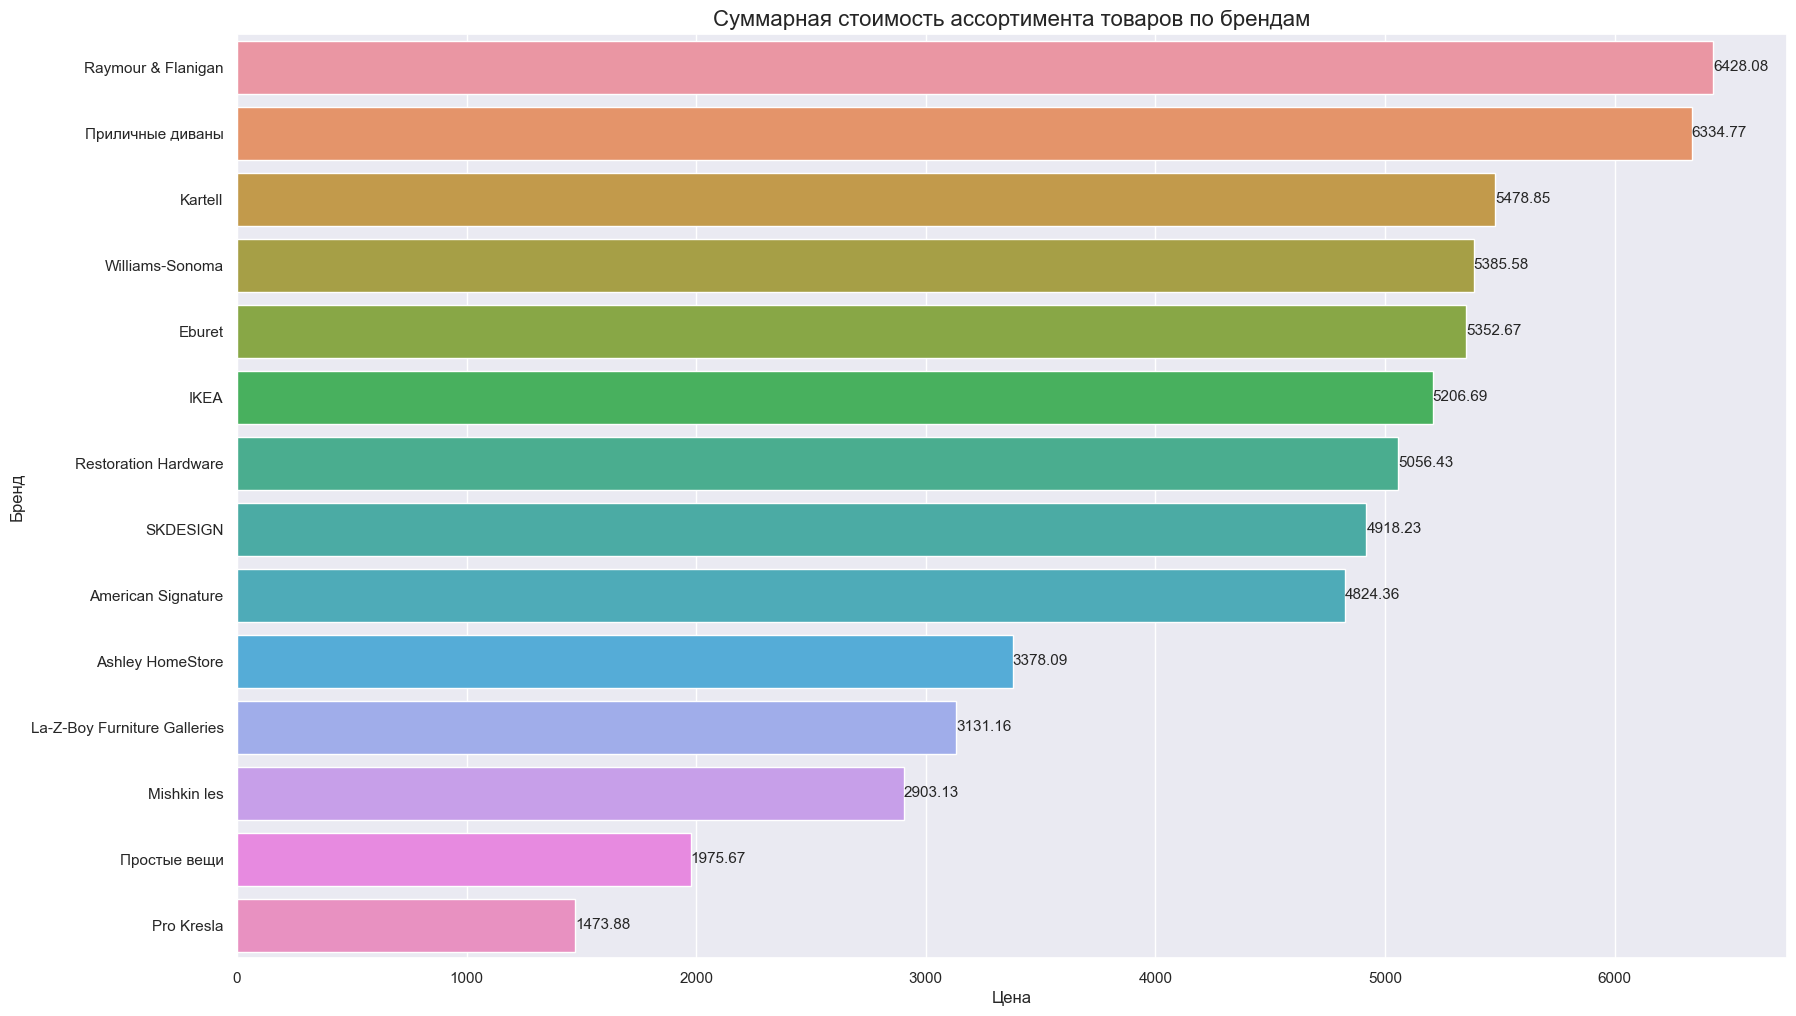 Суммарная стоимость ассортимента товаров по брендам
Raymour & Flanigan 6428.08
Приличные диваны 6334.77
Kartell 5478.85
Williams-Sonoma 5385.58
Eburet 5352.67
IKEA 5206.69
Restoration Hardware 5056.43
SKDESIGN 4918.23
American Signature 4824.36
Ashley HomeStore 3378.09
La-Z-Boy Furniture Galleries 3131.16
Mishkin les 2903.13
Простые вещи 1975.67
Pro Kresla 1473.88
Бренд
0 1000 2000 3000 4000 5000 6000
Цена